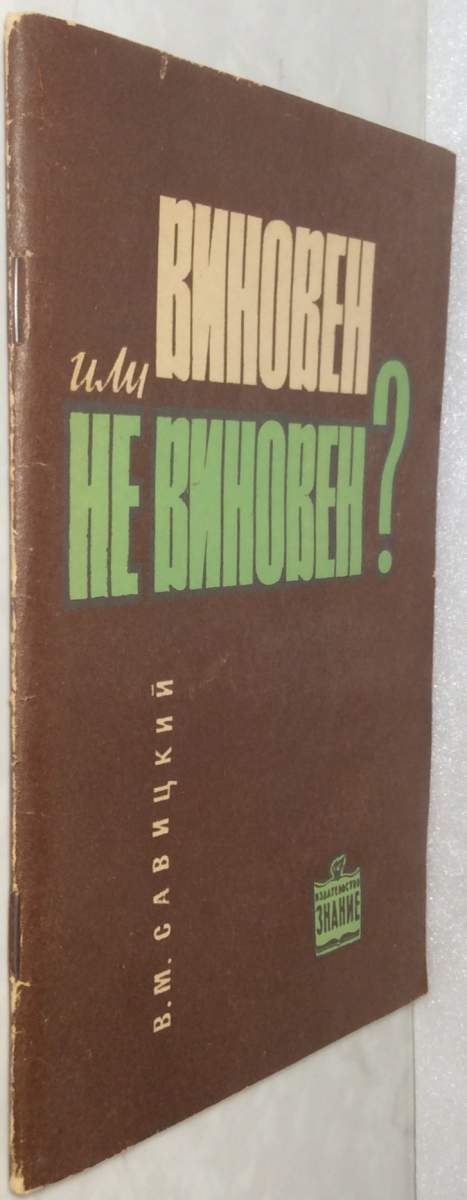 ВИНОВЕН
или
НЕ ВИНОВЕН?
В.М. САВИЦКИЙ
ИЗДАТЕЛЬСТВО
ЗНАНИЕ